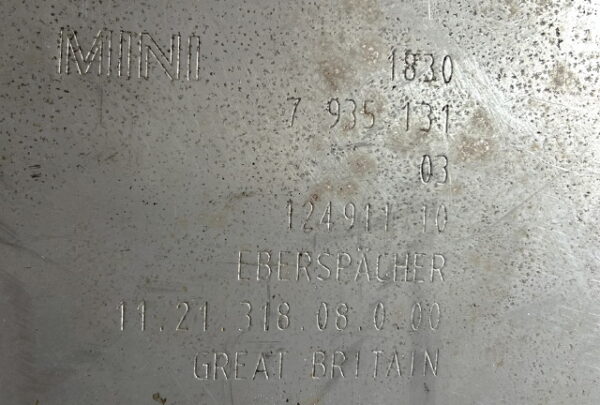 MINI 1830
7 935 131
03
124911 10
EBERSPÄCHER
11.21.318.08.0.00
GREAT BRITAIN